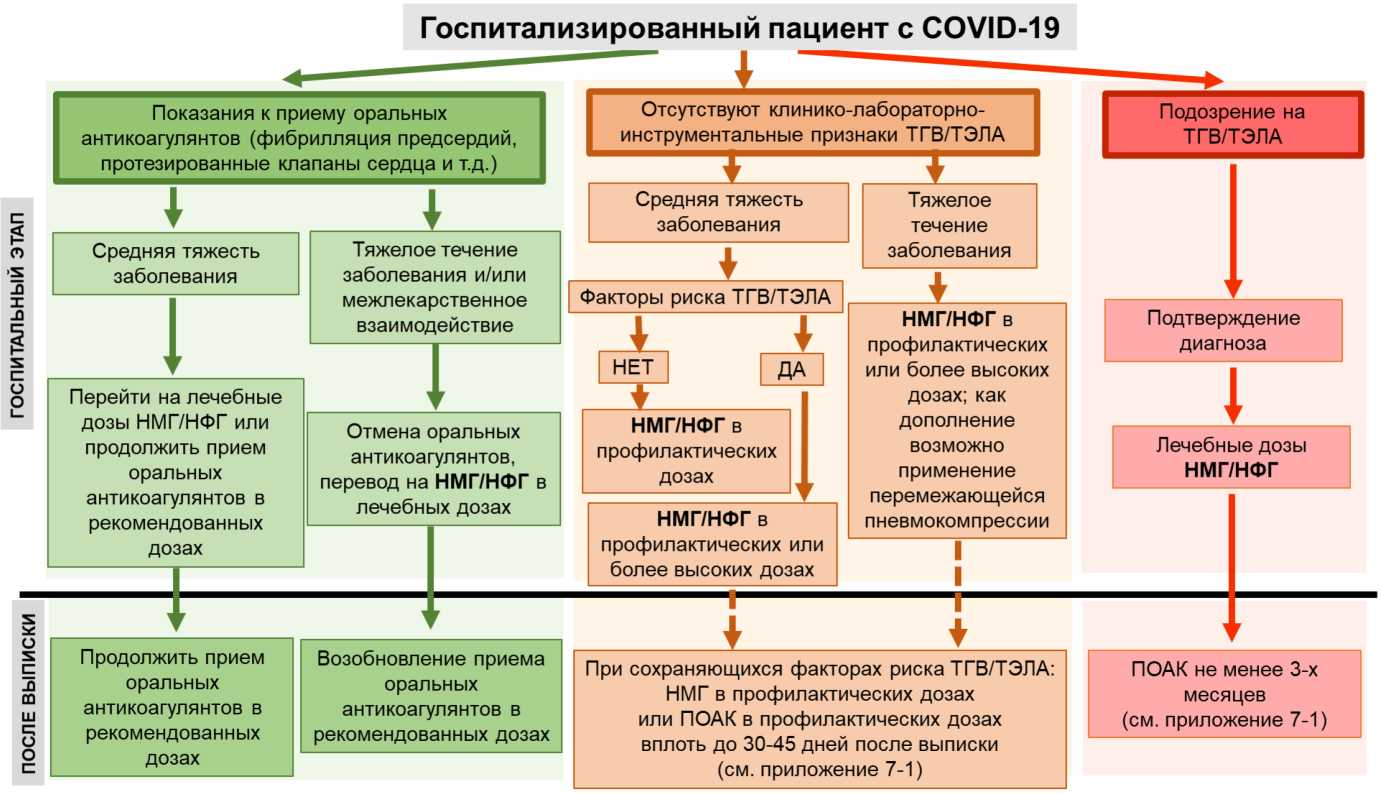 Госпитализированный пациент с COVID-19
ГОСПИТАЛЬНЫЙ ЭТАП
Показания к приему оральных
антикоагулянтов (фибрилляция предсердий,
протезированные клапаны сердца и т.д.)
Средняя тяжесть
заболевания
Перейти на лечебные
дозы НМГ/НФГ или
продолжить прием
оральных
антикоагулянтов в
рекомендованных
дозах
Тяжелое течение
заболевания и/или
межлекарственное
взаимодействие
Отмена оральных
антикоагулянтов,
перевод на НМГ/НФГ в
лечебных дозах
Отсутствуют клинико-лабораторно-
инструментальные признаки ТГВ/ТЭЛА
Средняя тяжесть
заболевания
Факторы риска ТГВ/ТЭЛА
НЕТ
ДА
НМГ/НФГ в
профилактических
дозах
НМГ/НФГ в
профилактических или
более высоких дозах
Тяжелое
течение
заболевания
НМГ/НФГ в
профилактических
или более высоких
дозах; как
дополнение
возможно
применение
перемежающейся
пневмокомпрессии
Подозрение на
ТГВ/ТЭЛА
Подтверждение
диагноза
Лечебные дозы
НМГ/НФГ
ПОСЛЕ ВЫПИСКИ
Продолжить прием
оральных
антикоагулянтов в
рекомендованных
дозах
Возобновление приема
оральных
антикоагулянтов в
рекомендованных дозах
При сохраняющихся факторах риска ТГВ/ТЭЛА:
НМГ в профилактических дозах
или ПОАК в профилактических дозах
вплоть до 30-45 дней после выписки
(см. приложение 7-1)
ПОАК не менее 3-х
месяцев
(см. приложение 7-1)